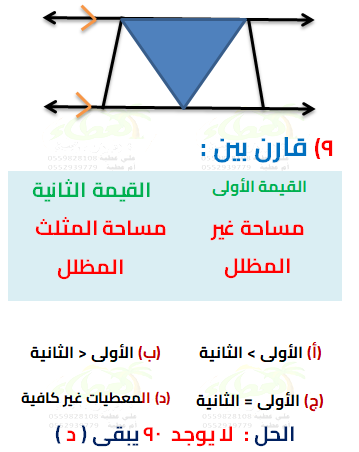 ٩) قارن بين :
القيمة الأولى
القيمة الثانية
مساحة غير المظلل
مساحة المثلث المظلل
(أ) الأولى > الثانية
(ب) الأولى < الثانية
(ج) الأولى = الثانية
(د) المعطيات غير كافية
الحل : لا يوجد ٩٠ يبقى ( د )